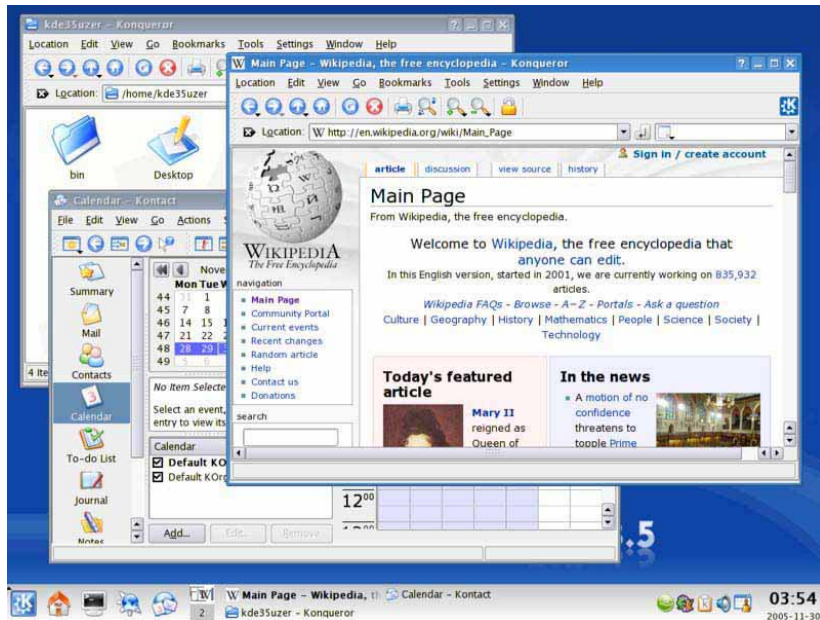 kde35uzer – Konqueror
Location Edit View Go Bookmarks Tools Settings Window Help
Location: /home/kde35uzer
bin
Desktop
4 Ite
Calendar – Kontact
File Edit View Go Actions S
Summary
Mail
Contacts
Calendar
To-do List
Journal
Notes
Nove
Mon Tue W
44 31 1
45 7 8
46 14 15 1
47 21 22 2
48 28 29
49 5 6
No Item Selecte
Select an event,
entry to view its
Calendar
Default KO
Default KOrg
Add... Edit... Remove
12 00
Main Page – Wikipedia, the free encyclopedia – Konqueror
Location Edit View Go Bookmarks Tools Settings Window Help
Location: W http://en.wikipedia.org/wiki/Main_Page
Sign in / create account
article discussion view source history
WIKIPEDIA
The Free Encyclopedia
navigation
Main Page
Community Portal
Current events
Recent changes
Random article
Help
Contact us
Donations
search
Main Page
From Wikipedia, the free encyclopedia.
Welcome to Wikipedia, the free encyclopedia that
anyone can edit.
In this English version, started in 2001, we are currently working on 835,932
articles.
Wikipedia FAQs – Browse – A–Z – Portals – Ask a question
Culture | Geography | History | Mathematics | People | Science | Society |
Technology
Today's featured
article
Mary II
reigned as
Queen of
In the news
A motion of no
confidence
threatens to
topple Prime
3.5
W
2
W Main Page – Wikipedia, th
Calendar – Kontact
kde35uzer – Konqueror
03:54
2005-11-30